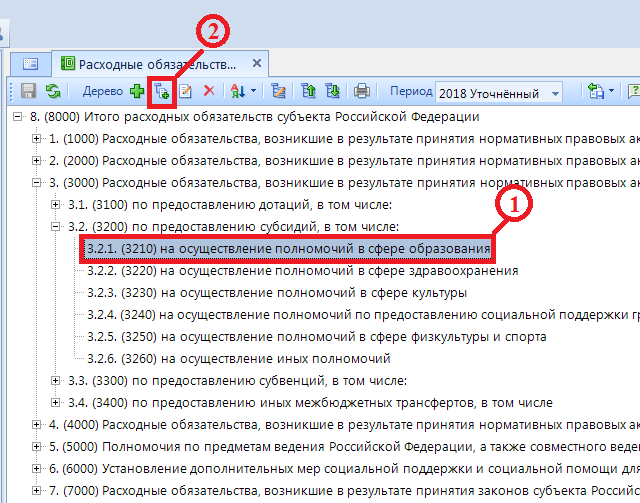 2
Расходные обязательств...
Дерево
Период
2018 Уточнённый
8. (8000) Итого расходных обязательств субъекта Российской Федерации
1. (1000) Расходные обязательства, возникшие в результате принятия нормативных правовых а
2. (2000) Расходные обязательства, возникшие в результате принятия нормативных правовых а
3. (3000) Расходные обязательства, возникшие в результате принятия нормативных правовых а
3.1. (3100) по предоставлению дотаций, в том числе:
1
3.2. (3200) по предоставлению субсидий, в том числе:
3.2.1. (3210) на осуществление полномочий в сфере образования
3.2.2. (3220) на осуществление полномочий в сфере здравоохранения
3.2.3. (3230) на осуществление полномочий в сфере культуры
3.2.4. (3240) на осуществление полномочий по предоставлению социальной поддержки г
3.2.5. (3250) на осуществление полномочий в сфере физкультуры и спорта
3.2.6. (3260) на осуществление иных полномочий
3.3. (3300) по предоставлению субвенций, в том числе:
3.4. (3400) по предоставлению иных межбюджетных трансфертов, в том числе
4. (4000) Расходные обязательства, возникшие в результате принятия нормативных правовых а
5. (5000) Полномочия по предметам ведения Российской Федерации, а также совместного веде
6. (6000) Установление дополнительных мер социальной поддержки и социальной помощи для
7. (7000) Расходные обязательства, возникшие в результате принятия законов субъекта Россий